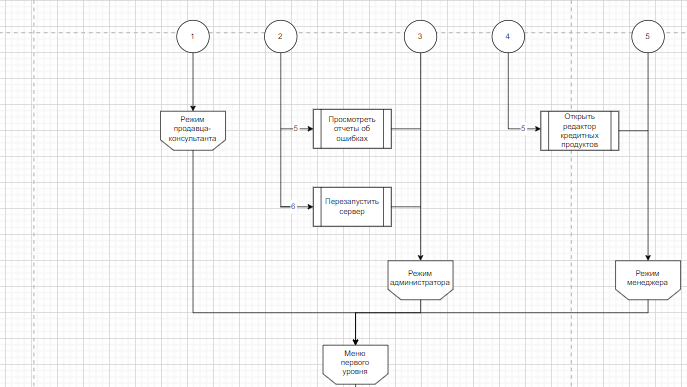 1
2
3
4
5
Режим
продавца-
консультанта
5
Просмотреть
отчеты об
ошибках
5
Открыть
редактор
кредитных
продуктов
6
Перезапустить
сервер
Режим
администратора
Режим
менеджера
Меню
первого
уровня